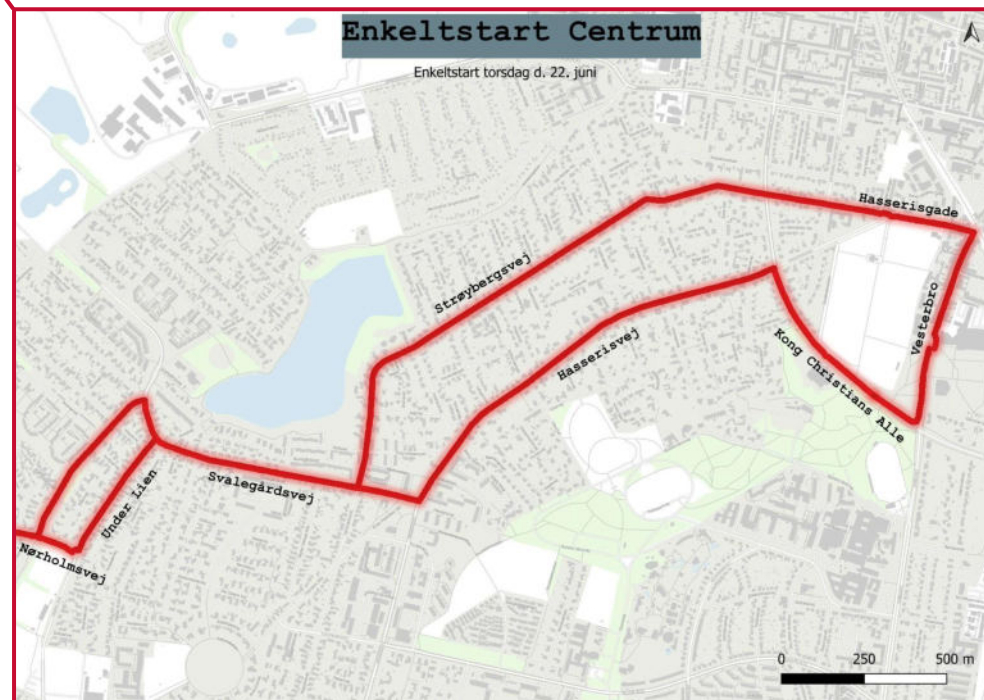 Enkeltstart Centrum
Enkeltstart torsdag d. 22. juni
Hasserisgade
Strøybergsvej
Vesterbro
Hasserisvej
Kong Christians Alle
Svalegårdsvej
Under Lien
Nørholmsvej
0 250 500 m